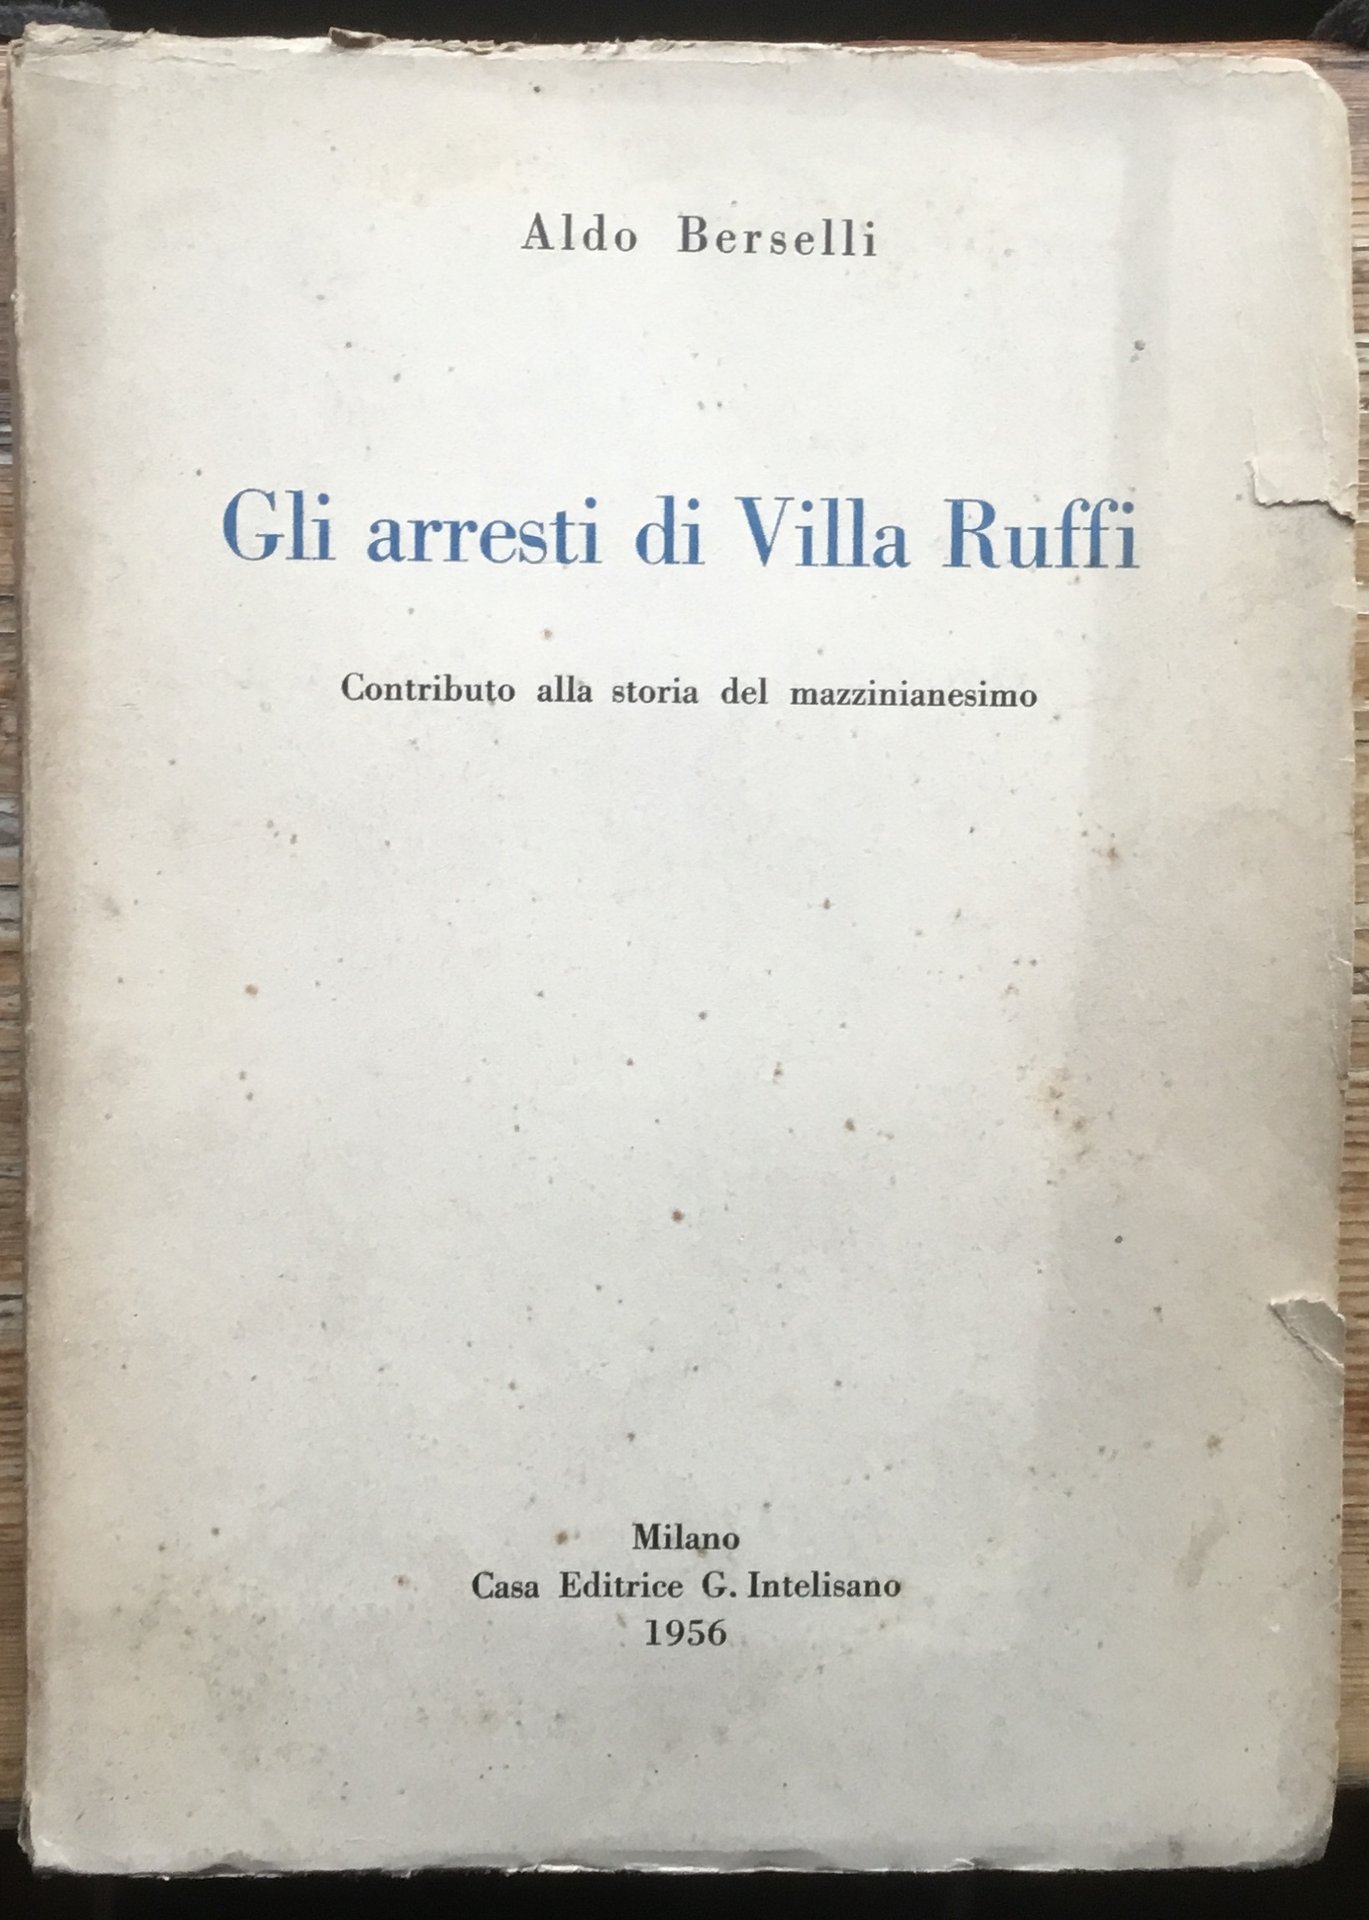 Aldo Berselli
Gli arresti di Villa Ruffi
Contributo alla storia del mazzinianesimo
Milano
Casa Editrice G. Intelisano
1956